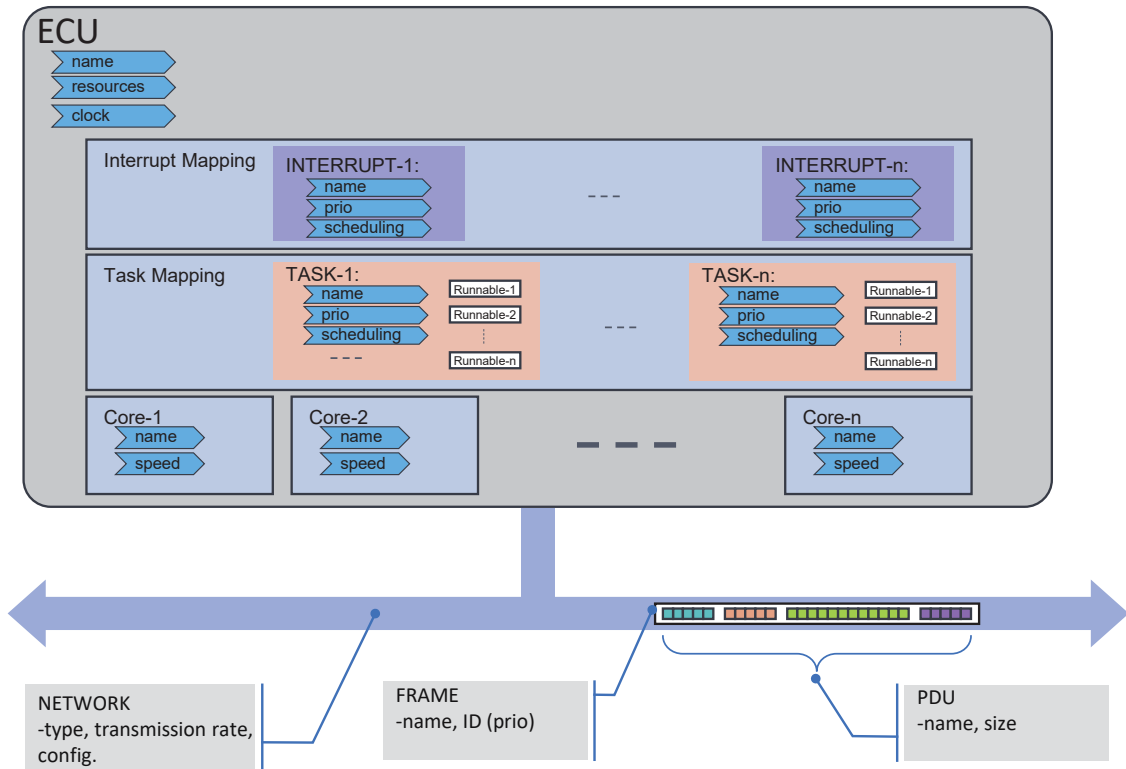 ECU
name
resources
clock
Interrupt Mapping
INTERRUPT-1:
name
prio
scheduling
INTERRUPT-n:
name
prio
scheduling
Task Mapping
TASK-1:
name
prio
scheduling
Runnable-1
Runnable-2
Runnable-n
TASK-n:
name
prio
scheduling
Runnable-1
Runnable-2
Runnable-n
Core-1
name
speed
Core-2
name
speed
Core-n
name
speed
NETWORK
-type, transmission rate,
config.
FRAME
-name, ID (prio)
PDU
-name, size